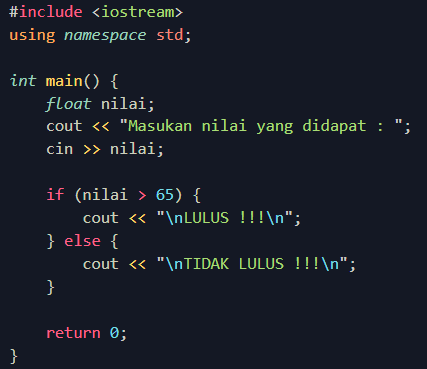 #include <iostream>
using namespace std;
int main() {
float nilai;
cout << "Masukan nilai yang didapat : ";
cin >> nilai;
if (nilai > 65) {
cout << "\nLULUS !!!\n";
} else {
cout << "\nTIDAK LULUS !!!\n";
}
return 0;
}